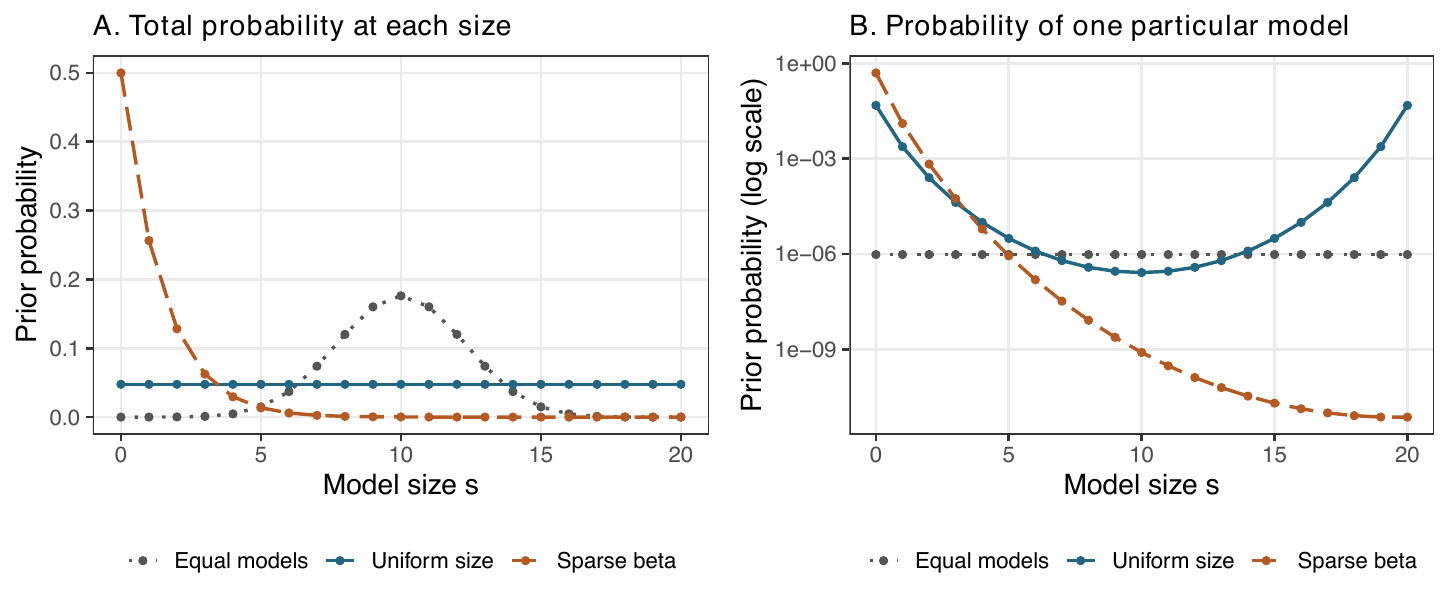 A. Total probability at each size
Prior probability
0.5
0.4
0.3
0.2
0.1
0.0
0 5 10 15 20
Model size s
Equal models Uniform size Sparse beta
B. Probability of one particular model
Prior probability (log scale)
1e+00
1e−03
1e−06
1e−09
0 5 10 15 20
Model size s
Equal models Uniform size Sparse beta